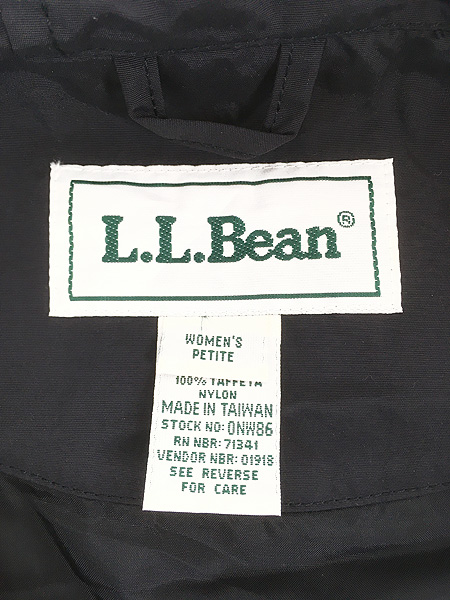 L.L.Bean®
WOMEN'S
PETITE
100% TAFFETA
NYLON
MADE IN TAIWAN
STOCK NO: 0NW86
RN NBR: 71341
VENDOR NBR: 01918
SEE REVERSE
FOR CARE